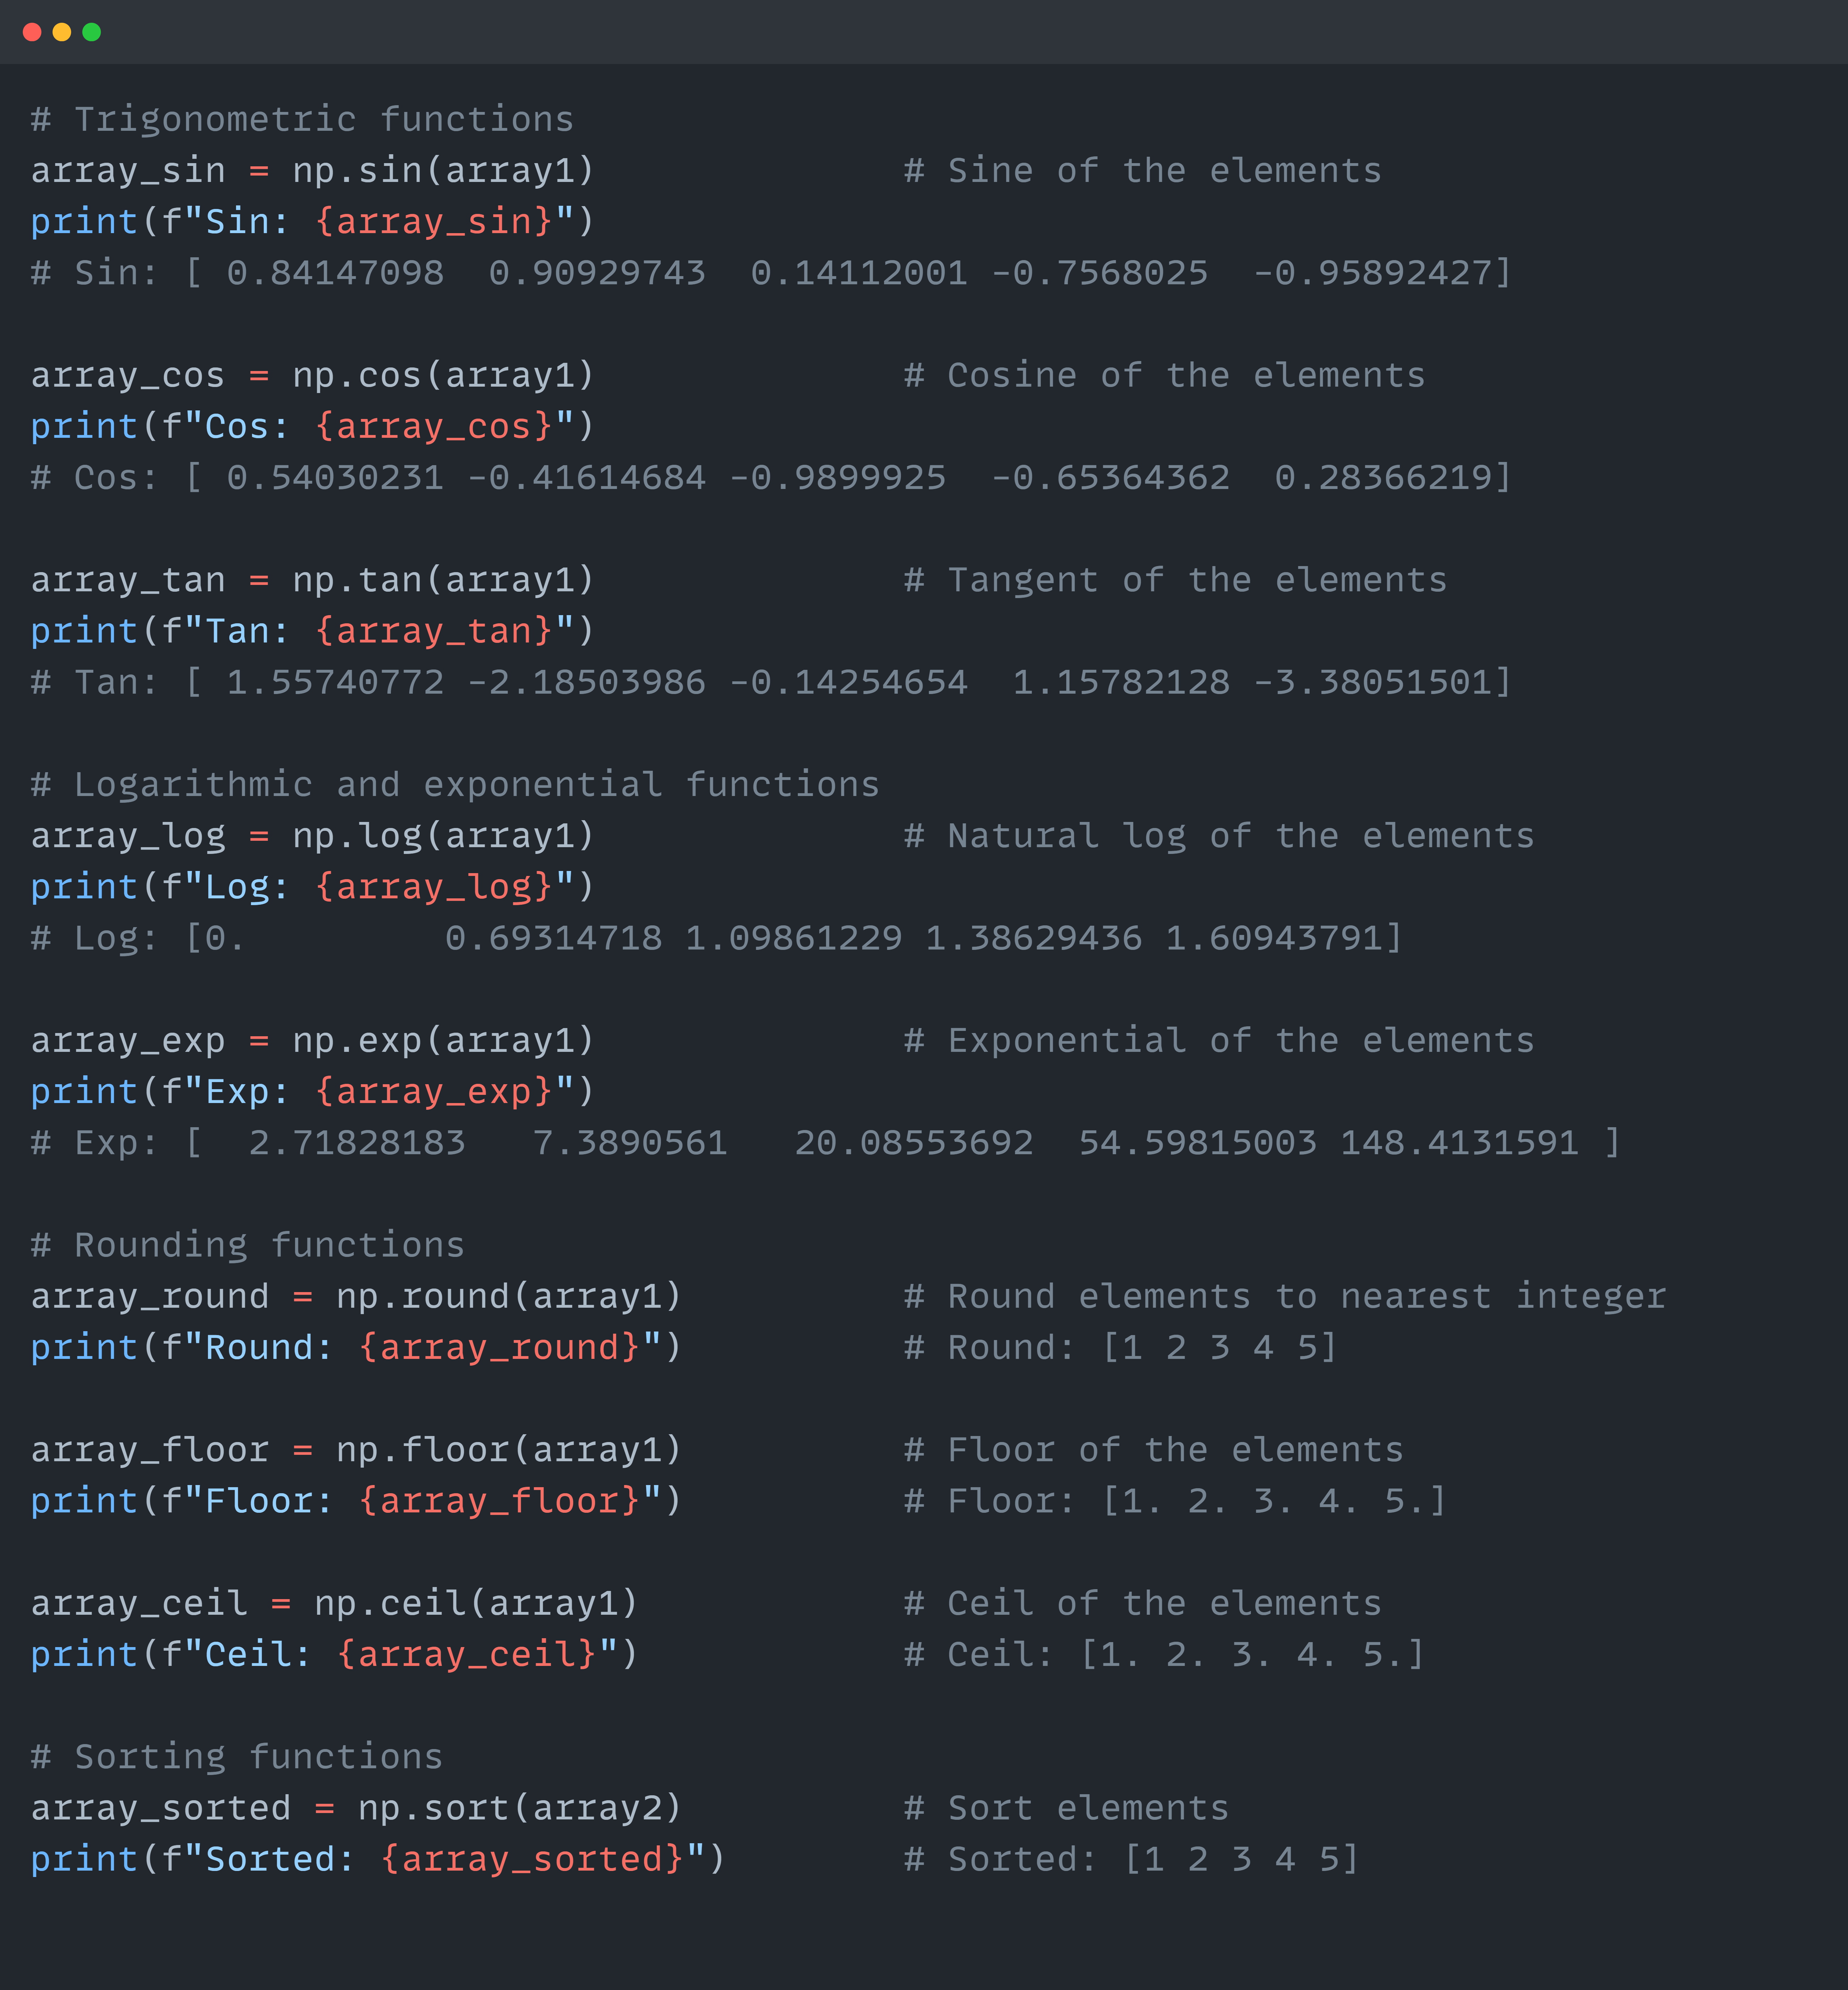 # Trigonometric functions
array_sin = np.sin(array1)              # Sine of the elements
print(f"Sin: {array_sin}")
# Sin: [ 0.84147098  0.90929743  0.14112001 -0.7568025  -0.95892427]

array_cos = np.cos(array1)              # Cosine of the elements
print(f"Cos: {array_cos}")
# Cos: [ 0.54030231 -0.41614684 -0.9899925  -0.65364362  0.28366219]

array_tan = np.tan(array1)              # Tangent of the elements
print(f"Tan: {array_tan}")
# Tan: [ 1.55740772 -2.18503986 -0.14254654  1.15782128 -3.38051501]

# Logarithmic and exponential functions
array_log = np.log(array1)              # Natural log of the elements
print(f"Log: {array_log}")
# Log: [0.         0.69314718 1.09861229 1.38629436 1.60943791]

array_exp = np.exp(array1)              # Exponential of the elements
print(f"Exp: {array_exp}")
# Exp: [  2.71828183   7.3890561   20.08553692  54.59815003 148.4131591 ]

# Rounding functions
array_round = np.round(array1)          # Round elements to nearest integer
print(f"Round: {array_round}")          # Round: [1 2 3 4 5]

array_floor = np.floor(array1)          # Floor of the elements
print(f"Floor: {array_floor}")          # Floor: [1. 2. 3. 4. 5.]

array_ceil = np.ceil(array1)            # Ceil of the elements
print(f"Ceil: {array_ceil}")            # Ceil: [1. 2. 3. 4. 5.]

# Sorting functions
array_sorted = np.sort(array2)          # Sort elements
print(f"Sorted: {array_sorted}")        # Sorted: [1 2 3 4 5]